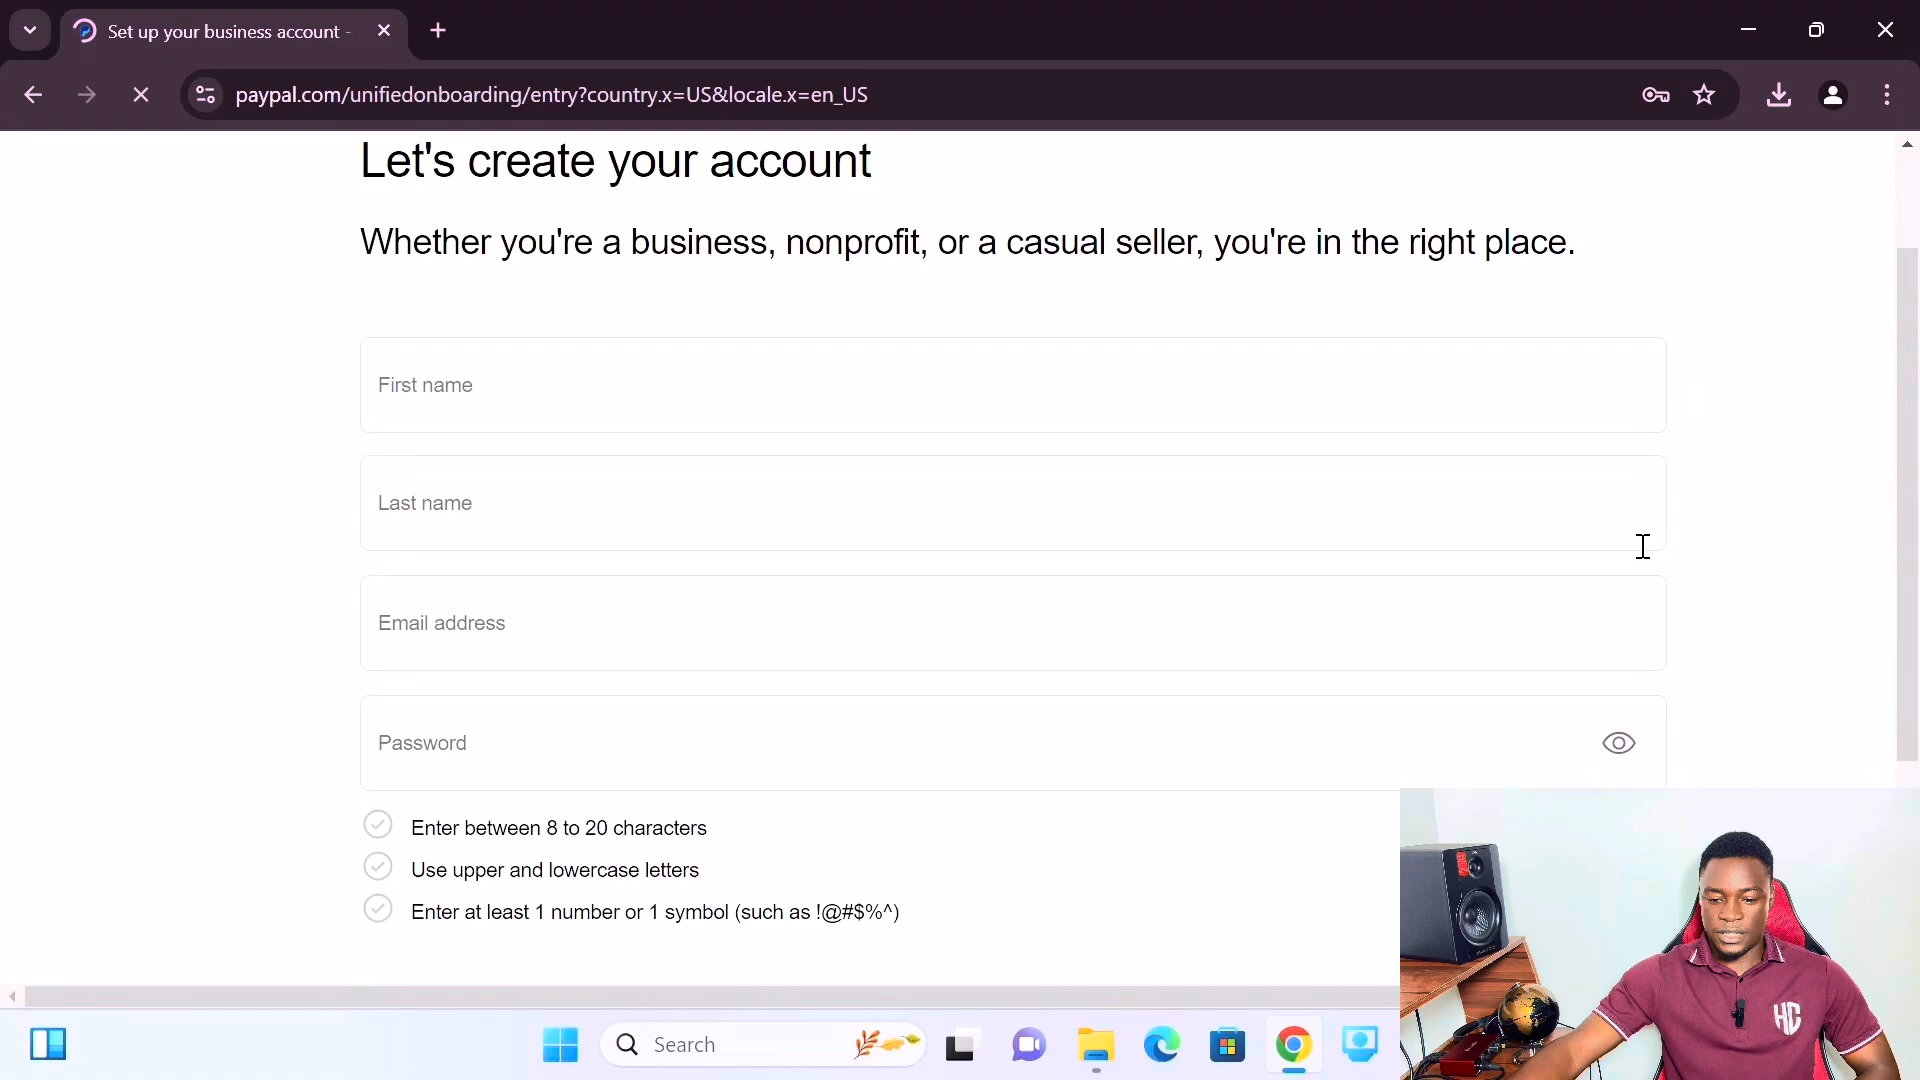 Set up your business account -
paypal.com/unifiedonboarding/entry?country.x=US&locale.x=en_US
Let's create your account
Whether you're a business, nonprofit, or a casual seller, you're in the right place.
First name
Last name
Email address
Password
Enter between 8 to 20 characters
Use upper and lowercase letters
Enter at least 1 number or 1 symbol (such as !@#$%^)
Search
HC